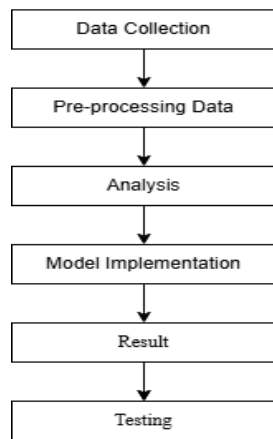 Data Collection
Pre-processing Data
Analysis
Model Implementation
Result
Testing